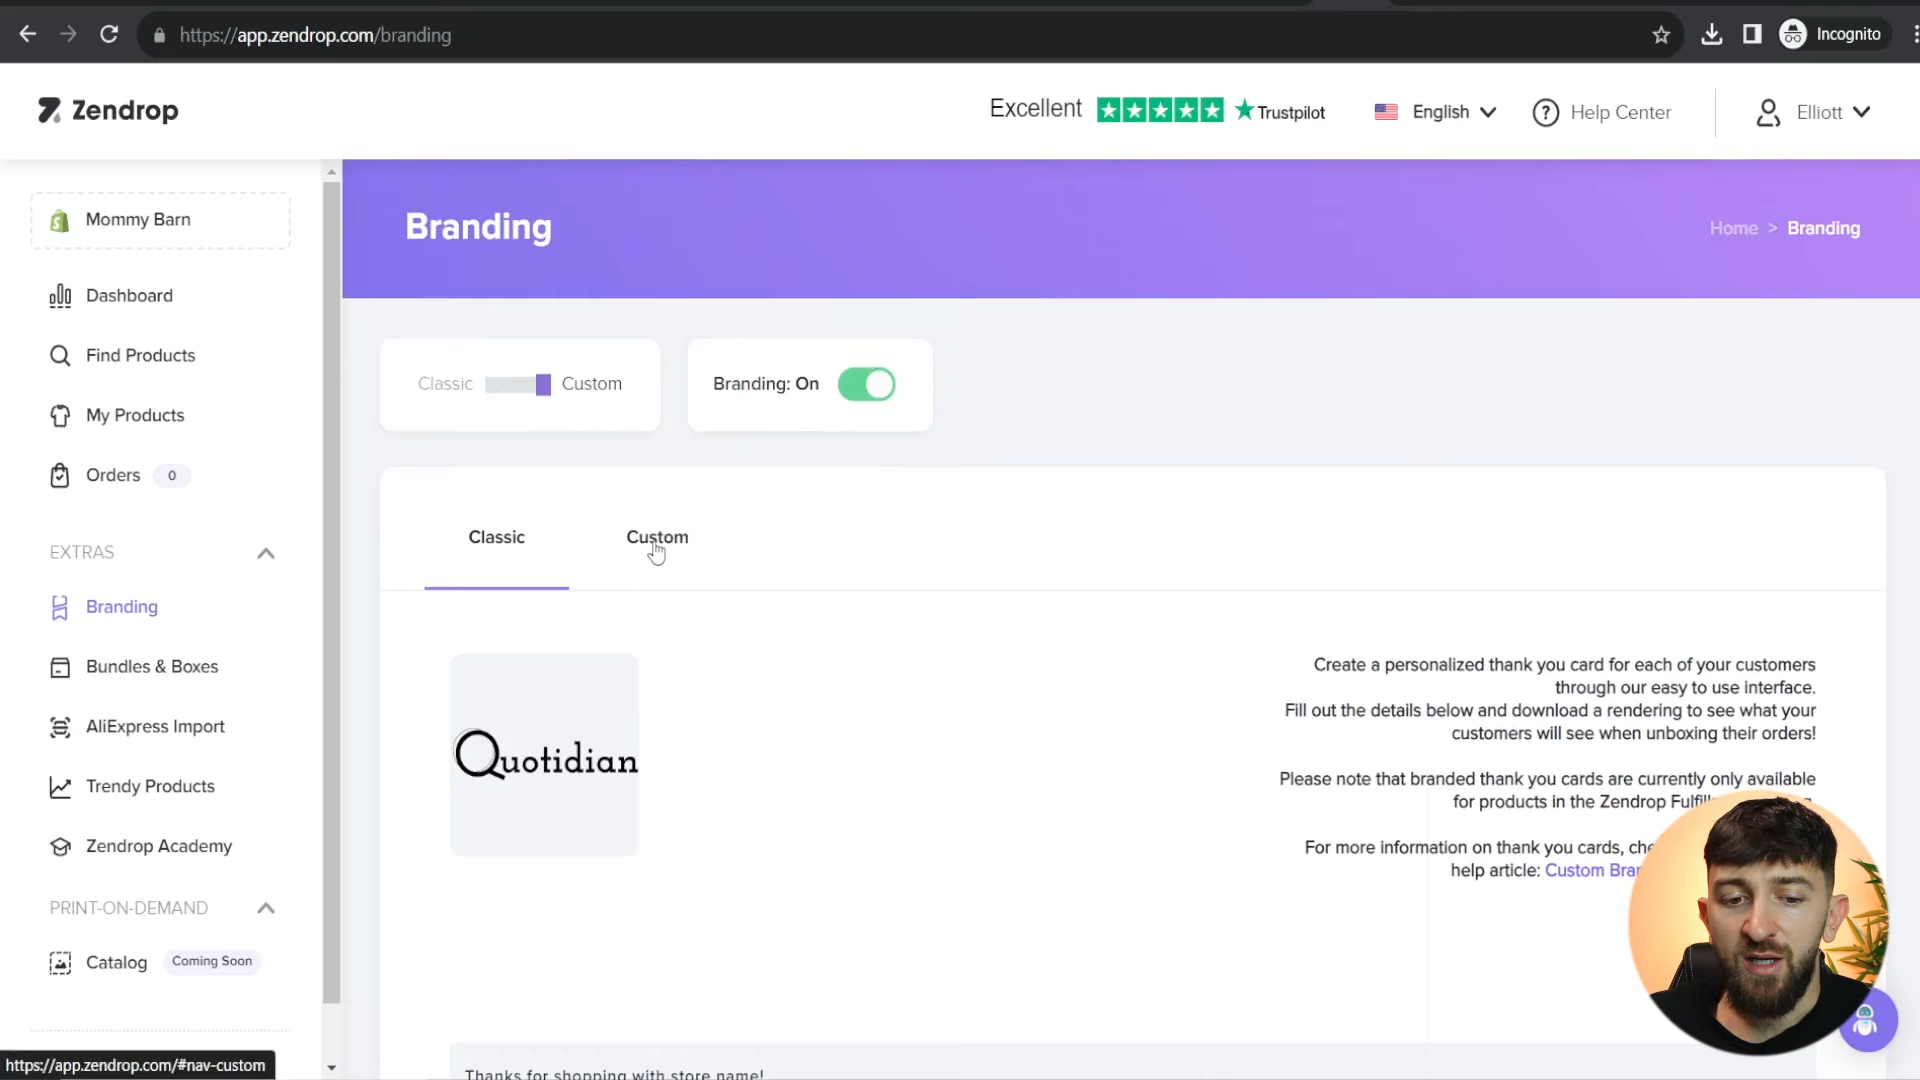 https://app.zendrop.com/branding
Incognito
Zendrop
Excellent
Trustpilot
English
Help Center
Elliott
Mommy Barn
Dashboard
Find Products
My Products
Orders 0
EXTRAS
Branding
Bundles & Boxes
AliExpress Import
Trendy Products
Zendrop Academy
PRINT-ON-DEMAND
Catalog Coming Soon
Branding
Home > Branding
Classic Custom
Branding: On
Classic
Custom
Quotidian
Create a personalized thank you card for each of your customers
through our easy to use interface.
Fill out the details below and download a rendering to see what your
customers will see when unboxing their orders!
Please note that branded thank you cards are currently only available
for products in the Zendrop
For more information on thank you cards,
help article: Custom
Thanks for shopping with store name!
https://app.zendrop.com/#nav-custom